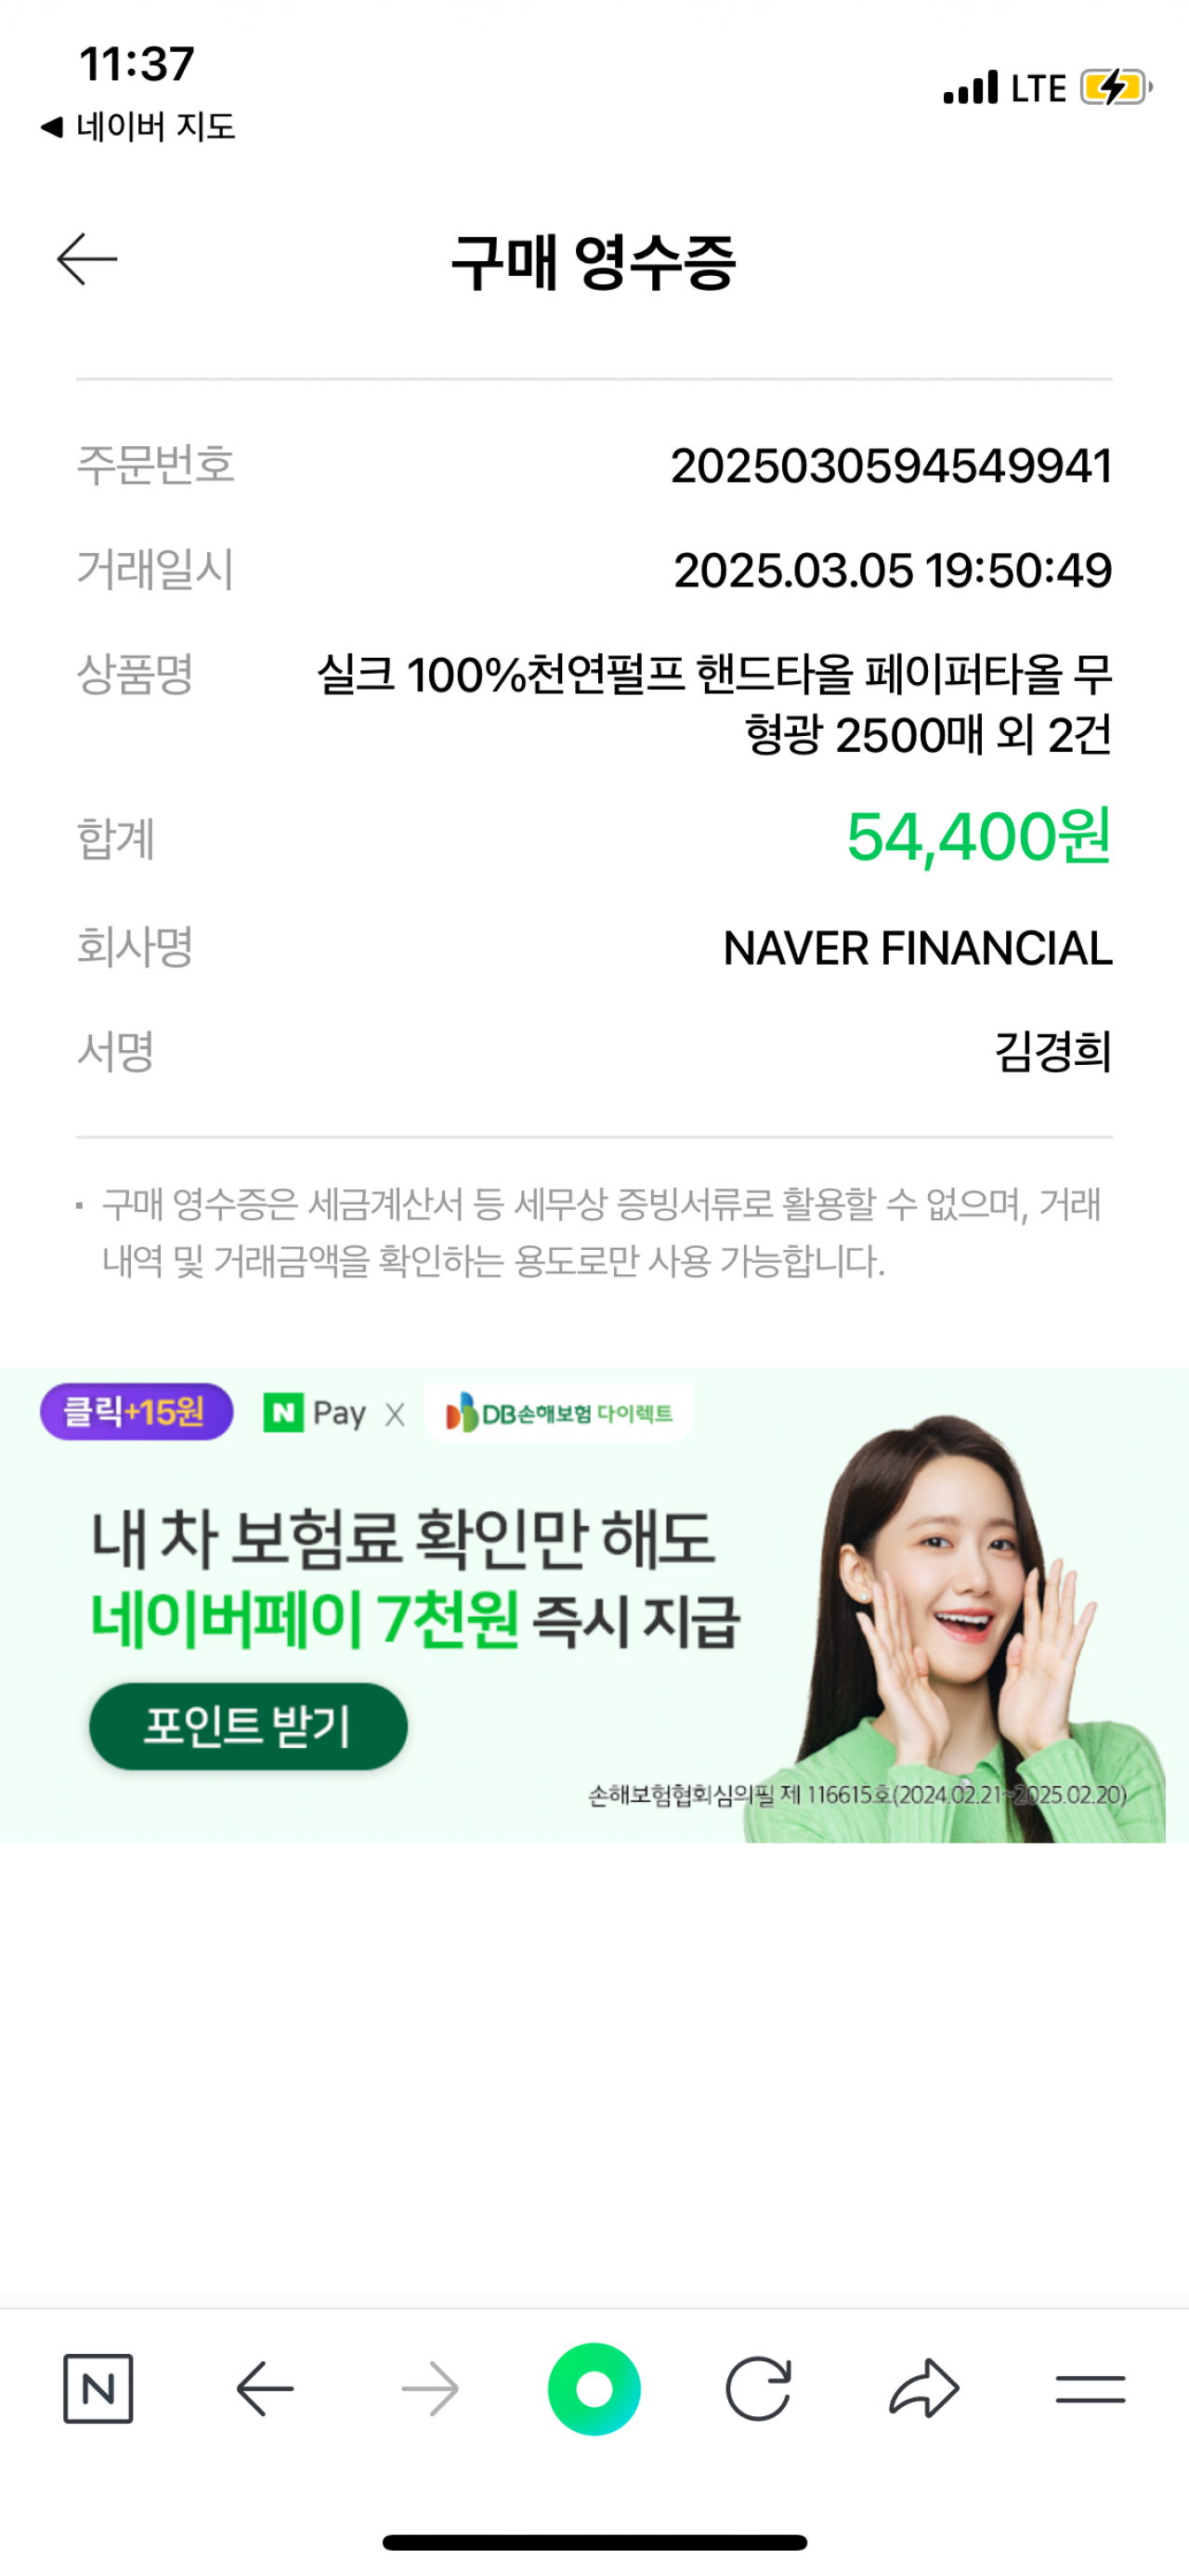 11:37
LTE
◀ 네이버 지도
구매 영수증
주문번호 2025030594549941
거래일시 2025.03.05 19:50:49
상품명 실크 100%천연펄프 핸드타올 페이퍼타올 무
형광 2500매 외 2건
합계 54,400원
회사명 NAVER FINANCIAL
서명 김경희
· 구매 영수증은 세금계산서 등 세무상 증빙서류로 활용할 수 없으며, 거래
내역 및 거래금액을 확인하는 용도로만 사용 가능합니다.
클릭+15원 N Pay X DB손해보험 다이렉트
내 차 보험료 확인만 해도
네이버페이 7천원 즉시 지급
포인트 받기
손해보험협회심의필 제 116615호(2024.02.21~2025.02.20)
N